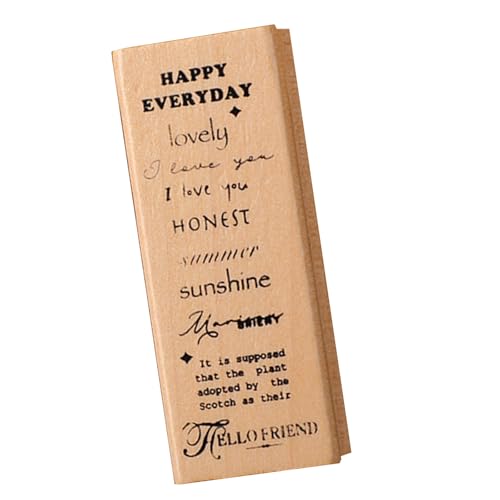 HAPPY
EVERYDAY
lovely
I love you
I love you
HONEST
summer
sunshine
It is supposed
that the plant
adopted by the
Scotch as their
HELLO FRIEND